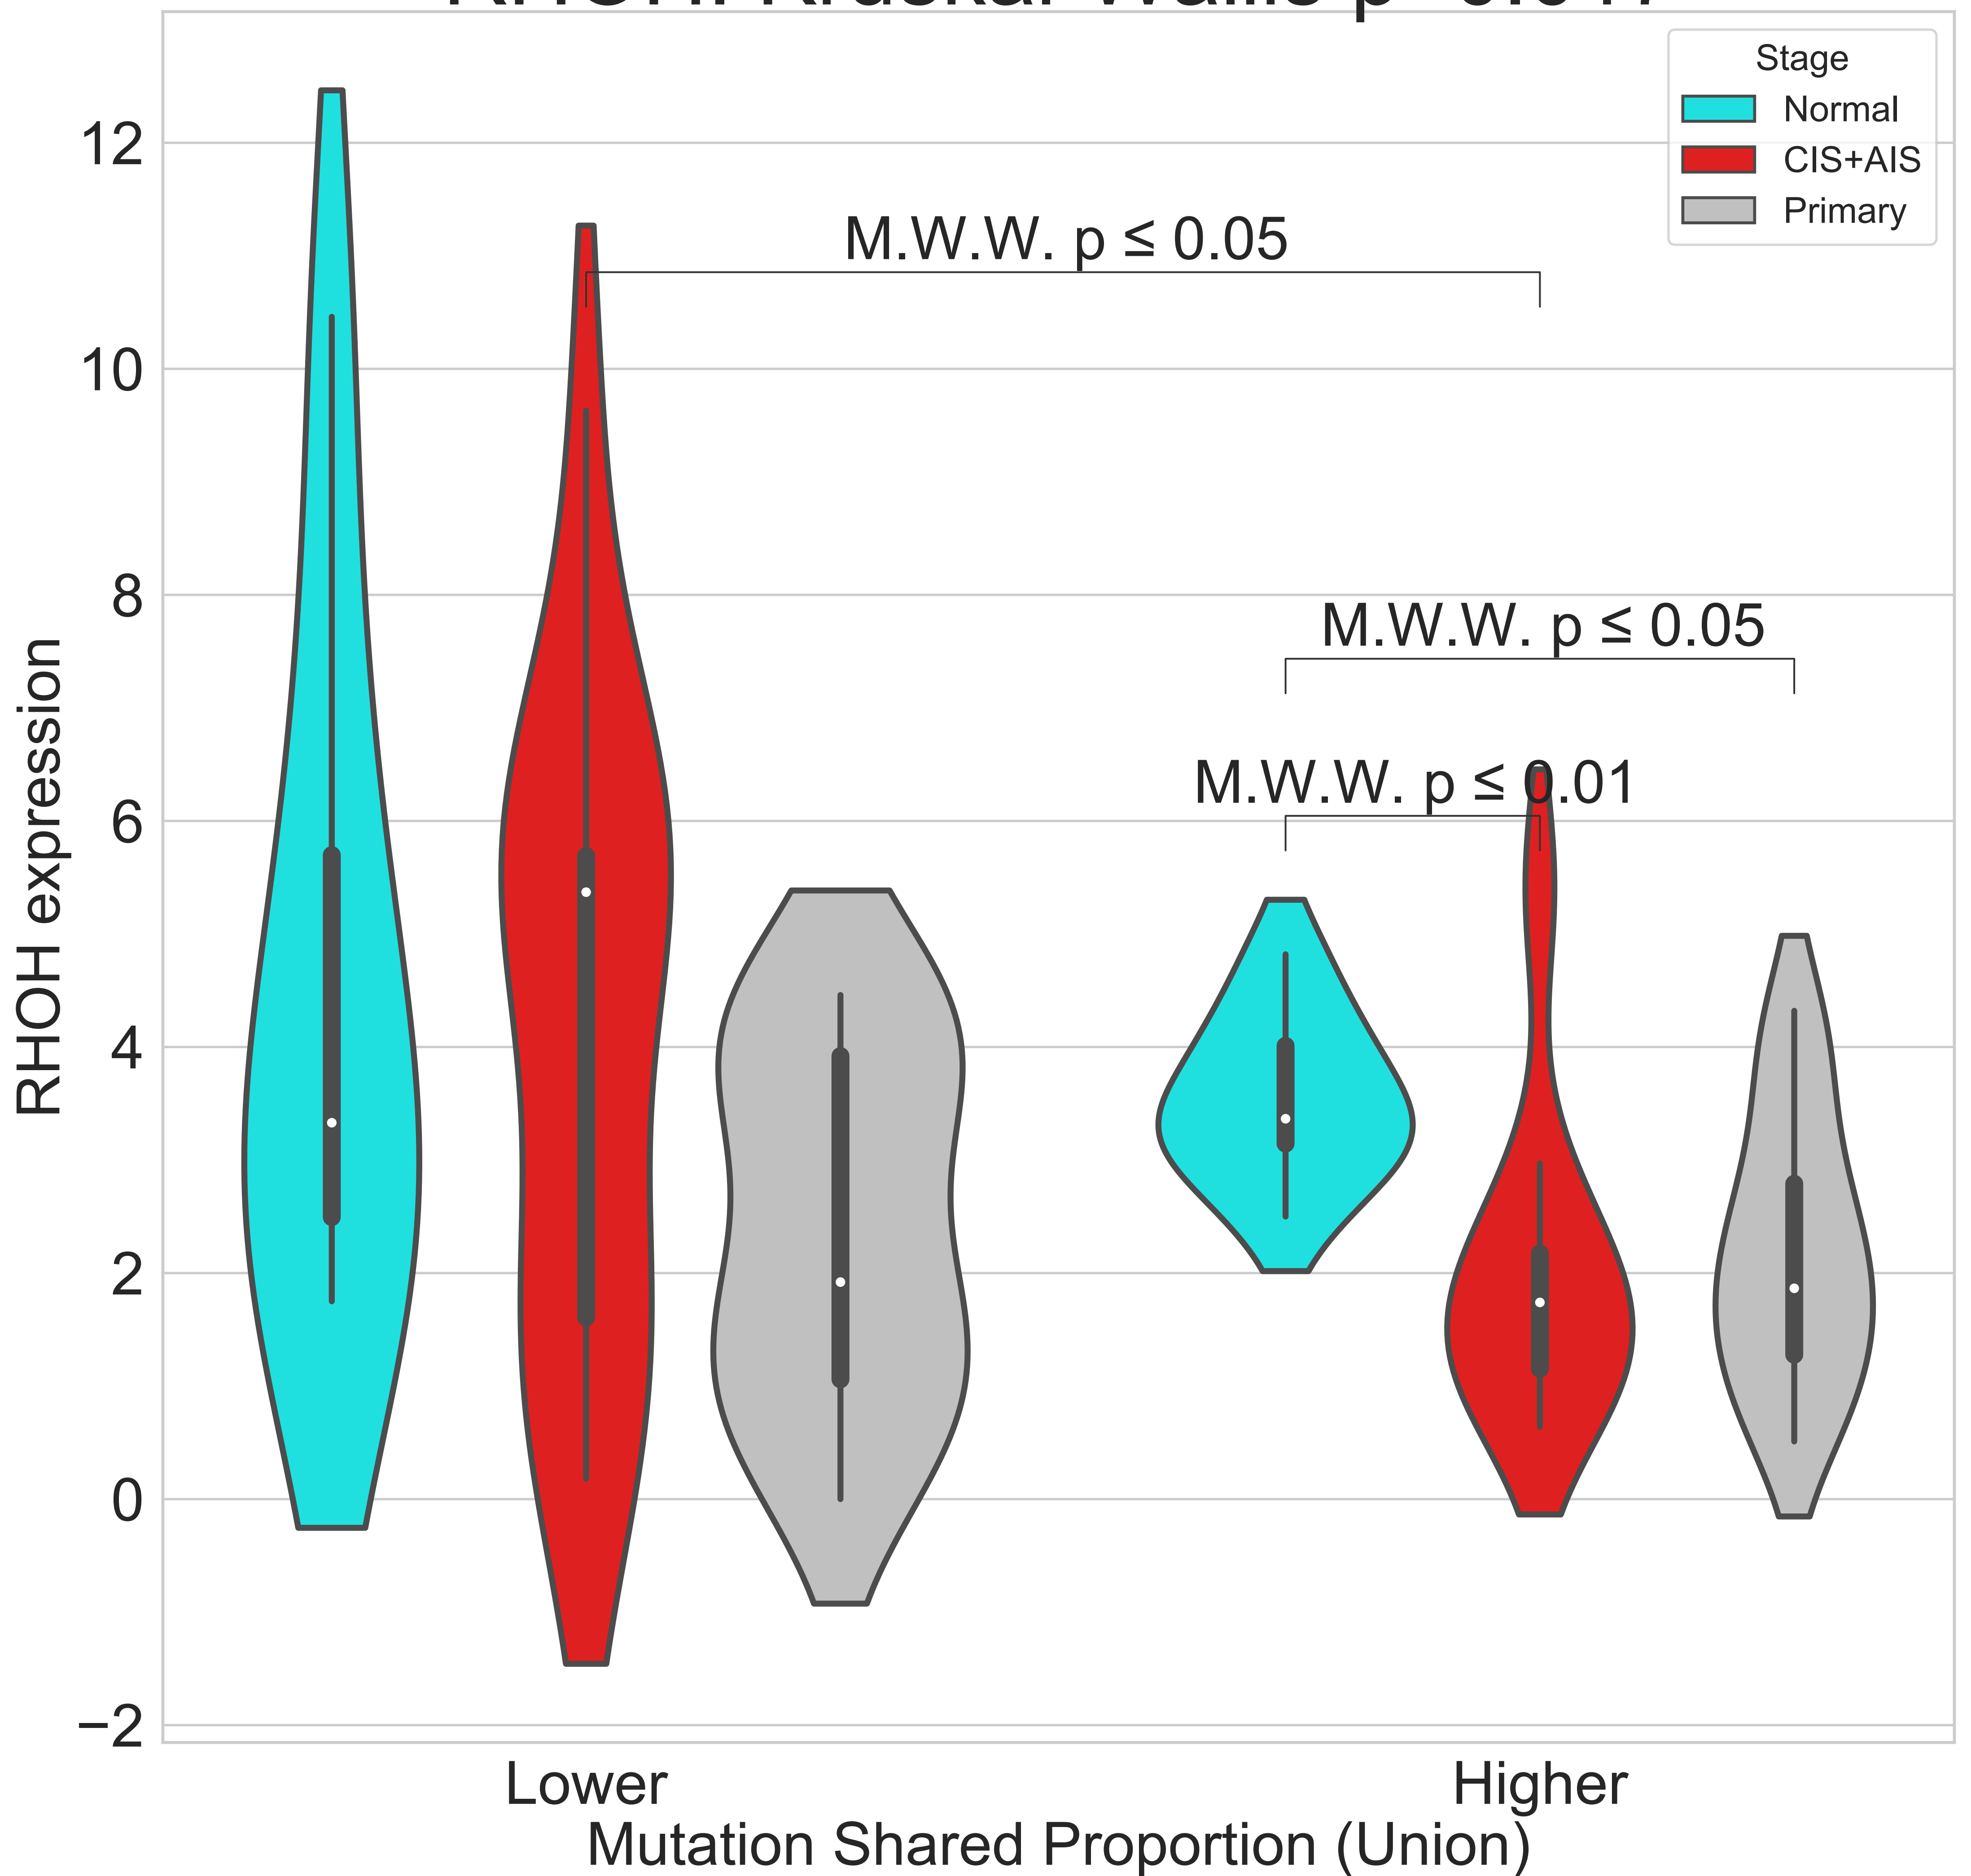 Stage
Normal
CIS+AIS
Primary
12
10
8
6
4
2
0
−2
RHOH expression
M.W.W. p ≤ 0.05
M.W.W. p ≤ 0.05
M.W.W. p ≤ 0.01
Lower
Higher
Mutation Shared Proportion (Union)